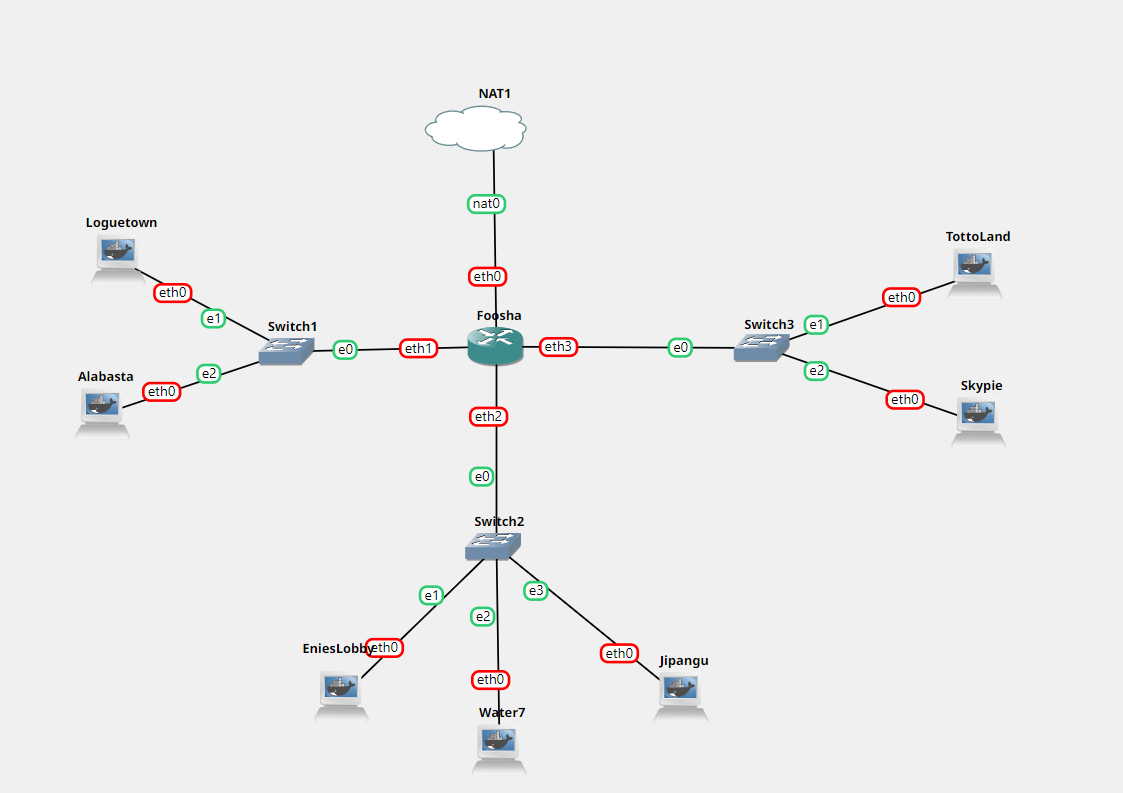 NAT1
nat0
Loguetown
TottoLand
eth0
eth0
eth0
e1
Foosha
Switch1
Switch3
e1
e0
eth1
eth3
e0
Alabasta
e2
e2
Skypie
eth0
eth0
eth2
e0
Switch2
e1
e3
e2
EniesLobby
eth0
eth0
Jipangu
eth0
Water7